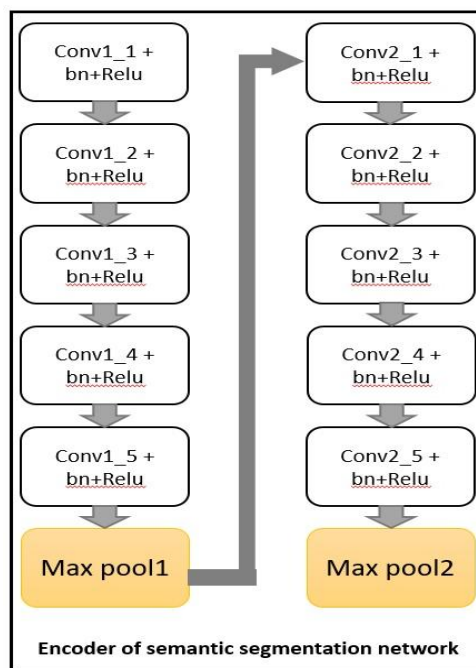 Conv1_1 +
bn+Relu
Conv1_2 +
bn+Relu
Conv1_3 +
bn+Relu
Conv1_4 +
bn+Relu
Conv1_5 +
bn+Relu
Max pool1
Conv2_1 +
bn+Relu
Conv2_2 +
bn+Relu
Conv2_3 +
bn+Relu
Conv2_4 +
bn+Relu
Conv2_5 +
bn+Relu
Max pool2
Encoder of semantic segmentation network